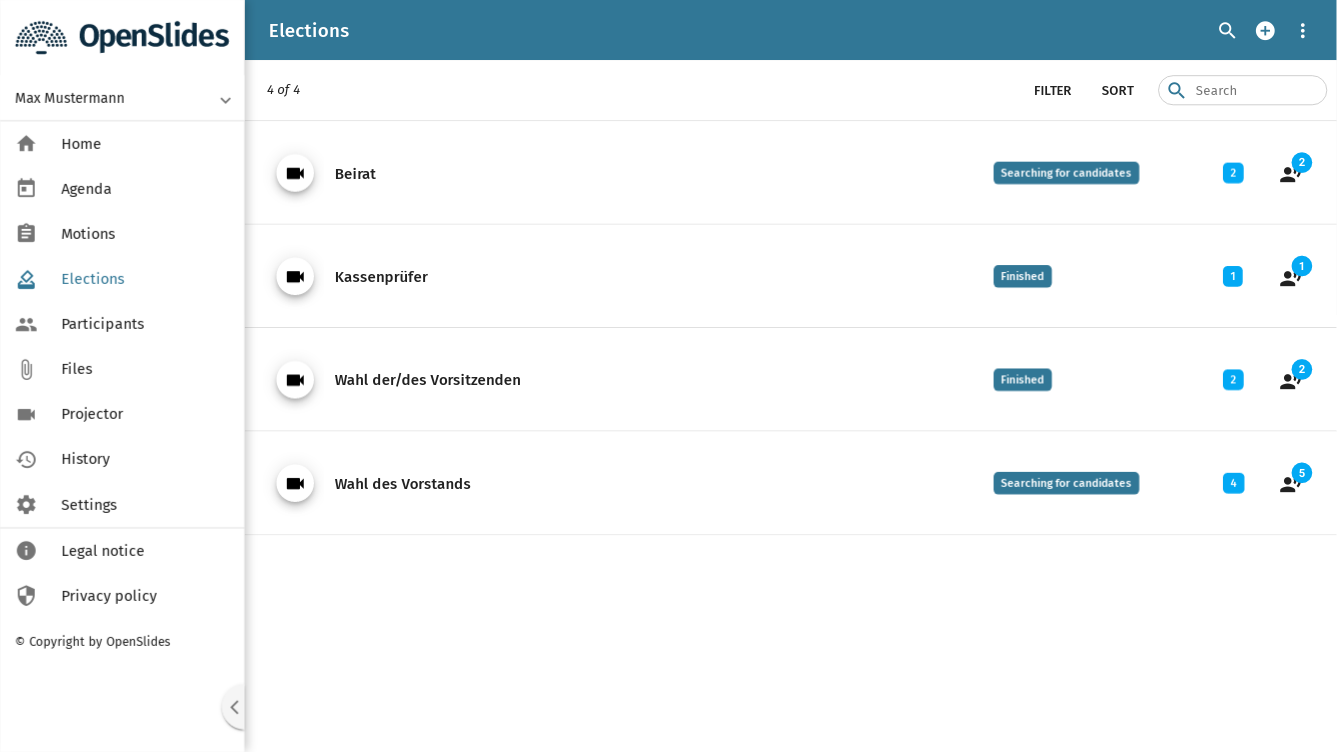 OpenSlides
Elections
Max Mustermann
4 of 4
FILTER
SORT
Search
Home
Agenda
Motions
Elections
Participants
Files
Projector
History
Settings
Legal notice
Privacy policy
© Copyright by OpenSlides
Beirat
Searching for candidates
2
2
Kassenprüfer
Finished
1
1
Wahl der/des Vorsitzenden
Finished
2
2
Wahl des Vorstands
Searching for candidates
4
5